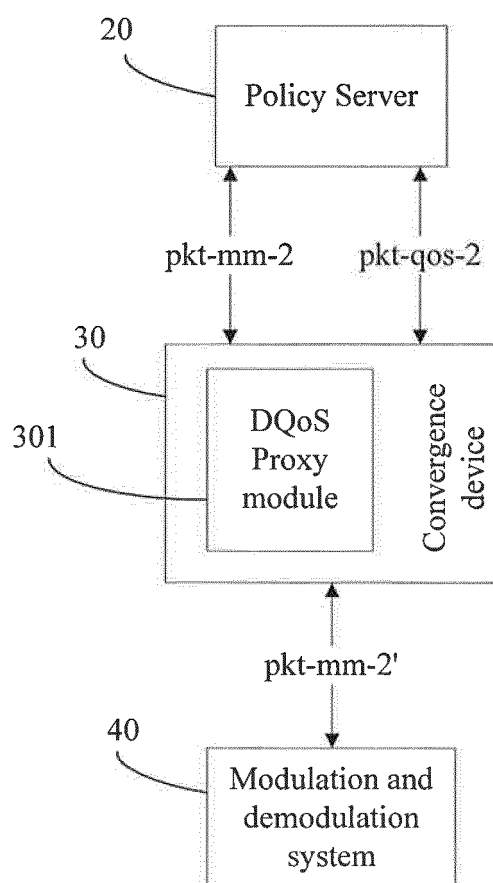 20
Policy Server
pkt-mm-2
pkt-qos-2
30
301
DQoS
Proxy
module
Convergence
device
pkt-mm-2'
40
Modulation and
demodulation
system